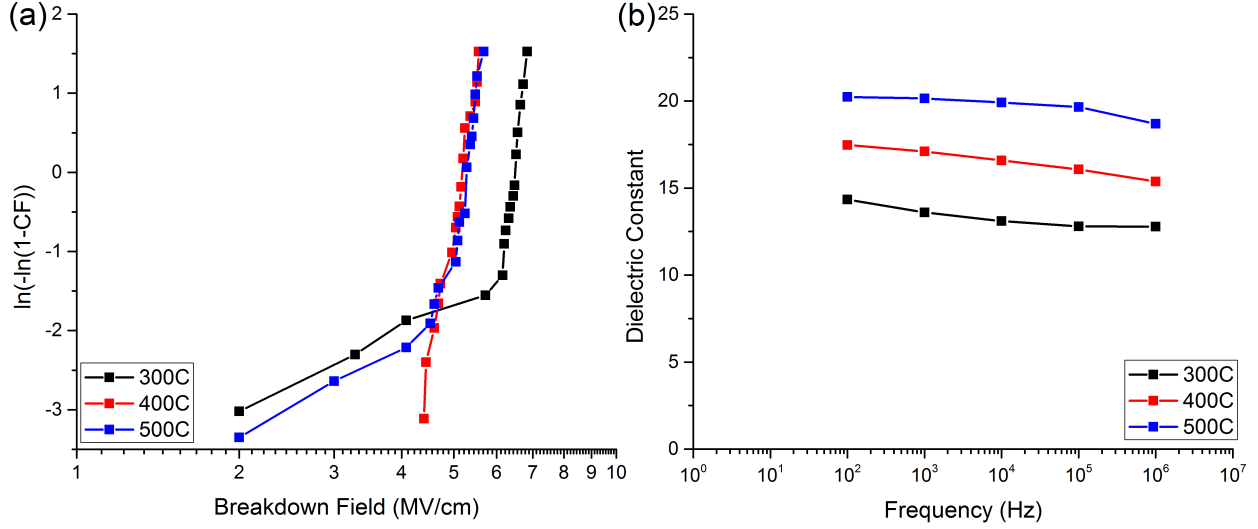 (a)
ln(-ln(1-CF))
2
1
0
-1
-2
-3
300C
400C
500C
1 2 3 4 5 6 7 8 9 10
Breakdown Field (MV/cm)
(b)
Dielectric Constant
25
20
15
10
5
0
300C
400C
500C
10⁰ 10¹ 10² 10³ 10⁴ 10⁵ 10⁶ 10⁷
Frequency (Hz)